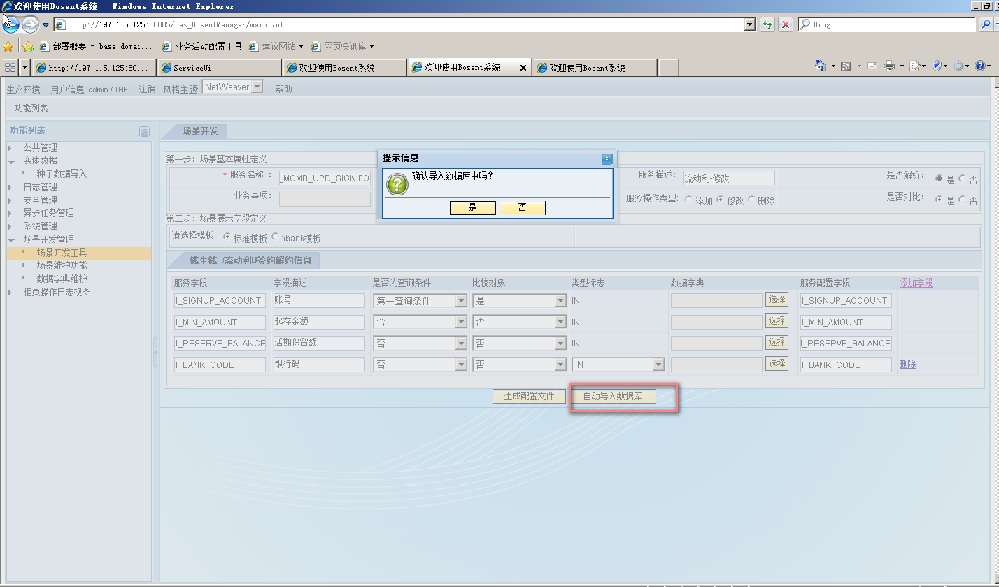 欢迎使用Bosent系统 - Windows Internet Explorer
http://197.1.5.125:50005/bas_BosentManager/main.zul
Bing
部署概要 - base_domai...
业务活动配置工具
建议网站
网页快讯库
http://197.1.5.125:50...
ServiceUi
欢迎使用Bosent系统
欢迎使用Bosent系统
欢迎使用Bosent系统
生产环境 用户信息: admin / THE 注销 风格主题: NetWeaver 帮助
功能列表
功能列表
公共管理
实体数据
种子数据导入
日志管理
安全管理
异步任务管理
系统管理
场景开发管理
场景开发工具
场景维护功能
数据字典维护
柜员操作日志视图
场景开发
第一步：场景基本属性定义
* 服务名称： _MGMB_UPD_SIGNIFO
服务描述： 流动利-修改
是否解析： 是 否
业务事项：
服务操作类型: 添加 修改 删除
是否对比： 是 否
提示信息
确认导入数据库中吗？
是 否
第二步：场景展示字段定义
请选择模板: 标准模板 xbank模板
钱生钱 /流动利B签约解约信息
服务字段 字段描述 是否为查询条件 比较对象 类型标志 数据字典 服务配置字段 添加字段
I_SIGNUP_ACCOUNT 账号 第一查询条件 是 IN 选择 I_SIGNUP_ACCOUNT
I_MIN_AMOUNT 起存金额 否 否 IN 选择 I_MIN_AMOUNT
I_RESERVE_BALANCE 活期保留额 否 否 IN 选择 I_RESERVE_BALANCE
I_BANK_CODE 银行码 否 否 IN 选择 I_BANK_CODE 删除
生成配置文件 自动导入数据库